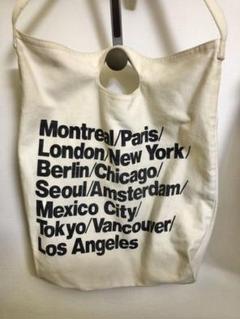 Montreal/Paris/
London/New York/
Berlin/Chicago/
Seoul/Amsterdam/
Mexico City/
Tokyo/Vancouver/
Los Angeles